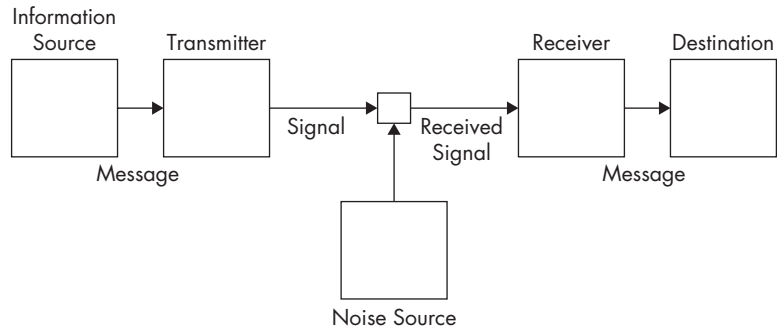 Information
Source
Transmitter
Receiver
Destination
Signal
Received
Signal
Message
Message
Noise Source